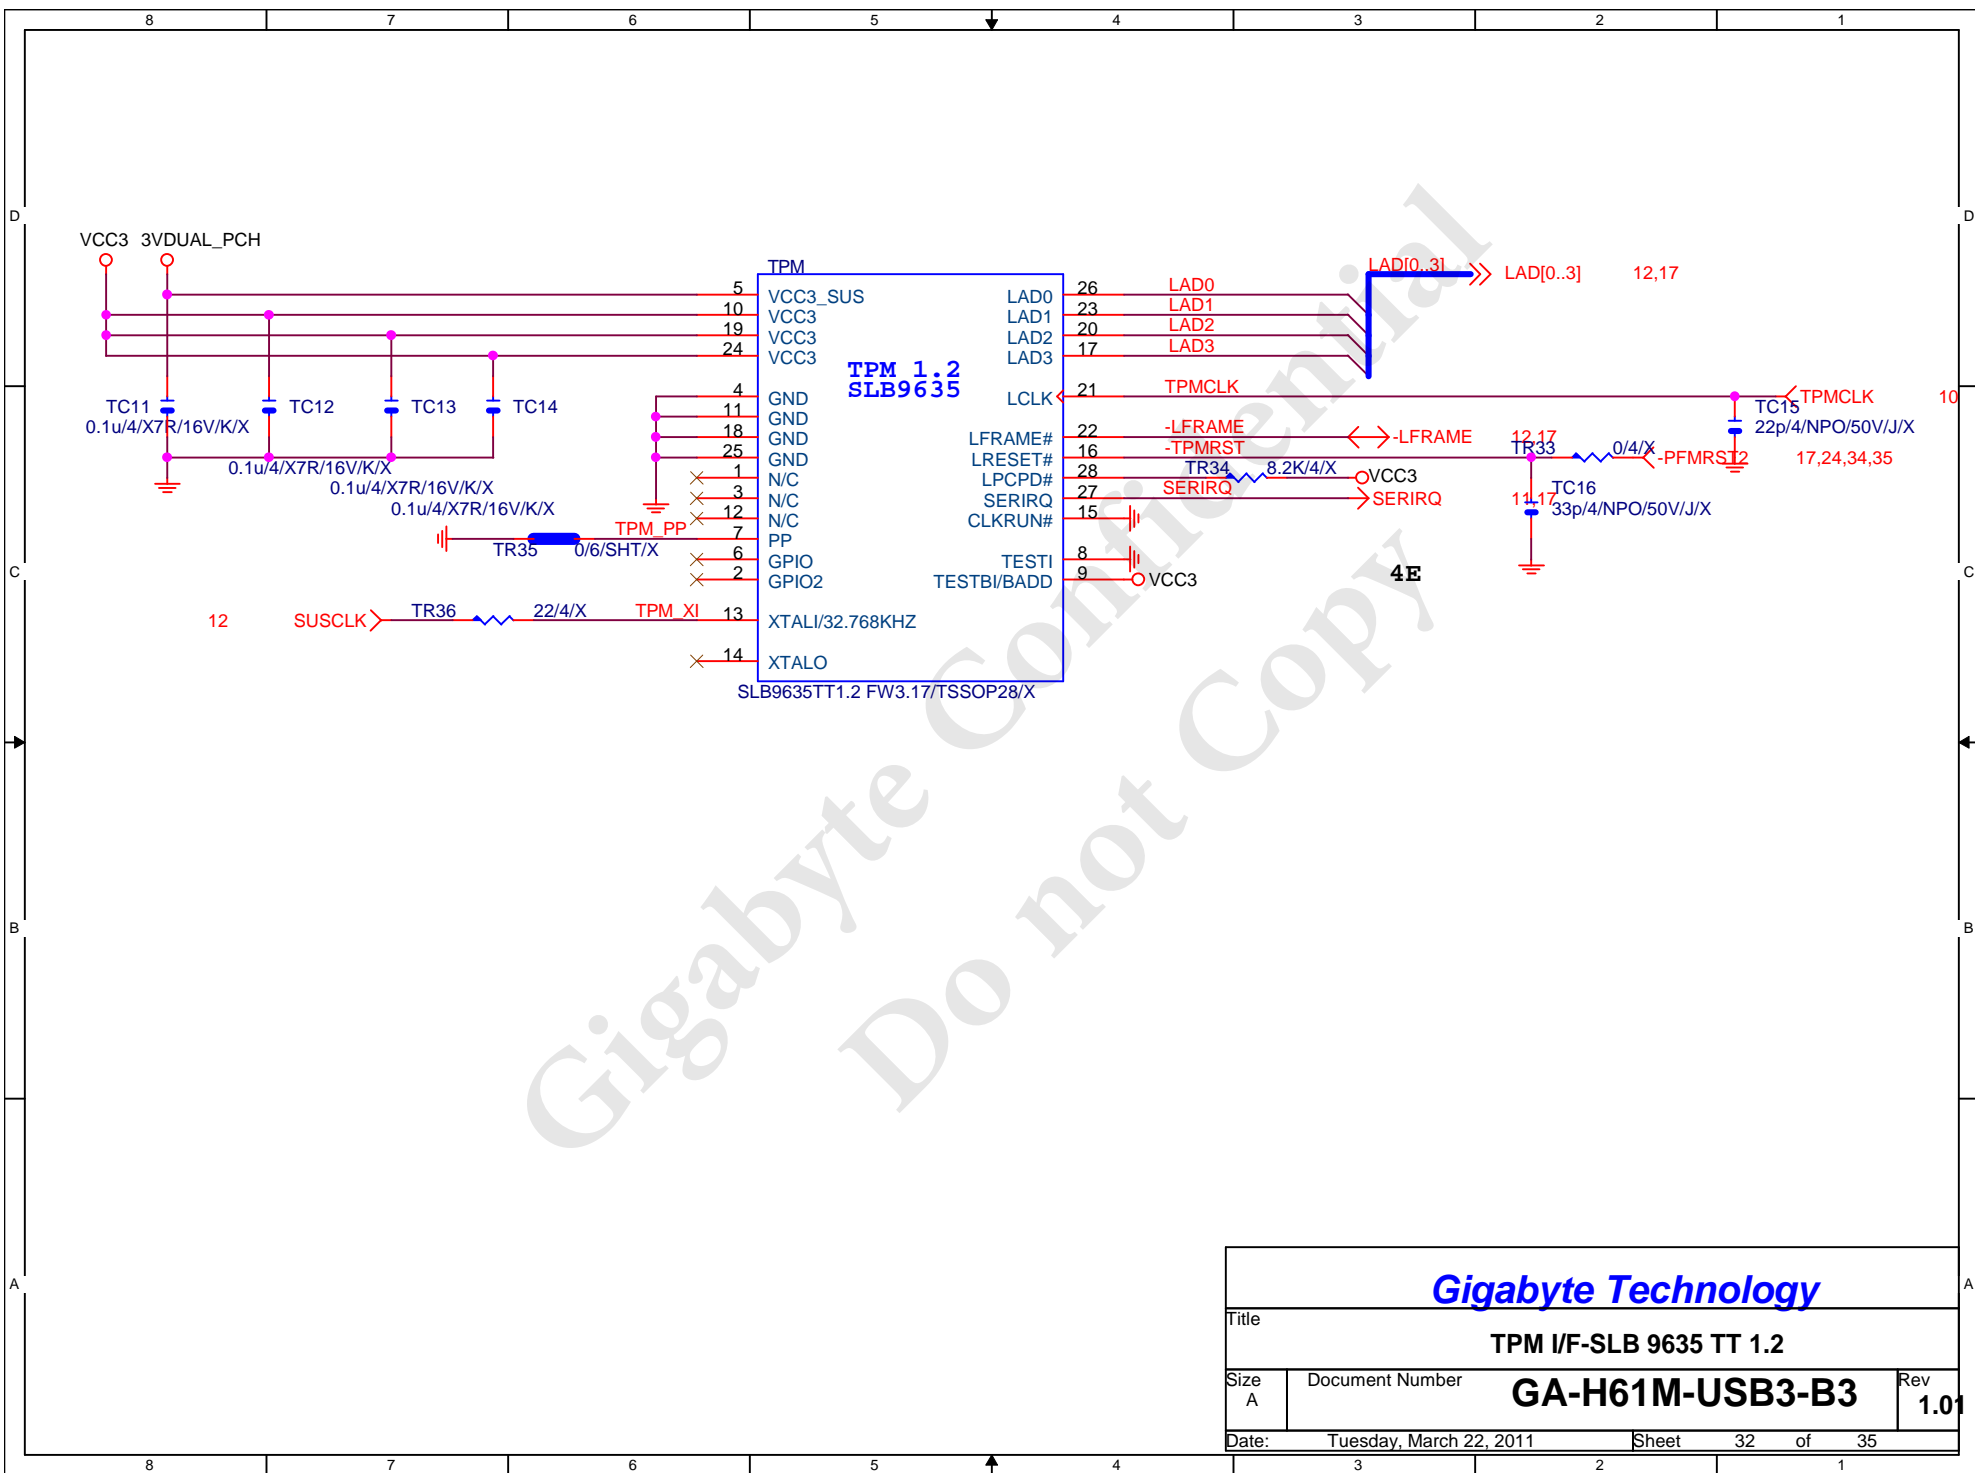 8 7 6 5 4 3 2 1
D D
VCC3 3VDUAL_PCH
TPM
LAD[0..3] LAD[0..3] 12,17
5 VCC3_SUS LAD0 26 LAD0
10 VCC3 LAD1 23 LAD1
19 VCC3 LAD2 20 LAD2
24 VCC3 LAD3 17 LAD3
TPM 1.2
SLB9635
4 GND LCLK 21 TPMCLK TPMCLK 10
TC11 TC12 TC13 TC14
0.1u/4/X7R/16V/K/X
TC15
22p/4/NPO/50V/J/X
11 GND
18 GND LFRAME# 22 -LFRAME -LFRAME 12,17
25 GND LRESET# 16 -TPMRST TR33 0/4/X -PFMRST2 17,24,34,35
0.1u/4/X7R/16V/K/X
1 N/C LPCPD# 28 TR34 8.2K/4/X VCC3
0.1u/4/X7R/16V/K/X
3 N/C SERIRQ 27 SERIRQ SERIRQ 11,17
0.1u/4/X7R/16V/K/X
TC16
33p/4/NPO/50V/J/X
12 N/C CLKRUN# 15
TR35 0/6/SHT/X TPM_PP 7 PP
6 GPIO TESTI 8
2 GPIO2 TESTBI/BADD 9 VCC3
4E
C C
12 SUSCLK TR36 22/4/X TPM_XI 13 XTALI/32.768KHZ
14 XTALO
SLB9635TT1.2 FW3.17/TSSOP28/X
Gigabyte Confidential
Do not Copy
B B
A A
Gigabyte Technology
Title
TPM I/F-SLB 9635 TT 1.2
Size
A
Document Number
GA-H61M-USB3-B3
Rev
1.01
Date: Tuesday, March 22, 2011 Sheet 32 of 35
8 7 6 5 4 3 2 1